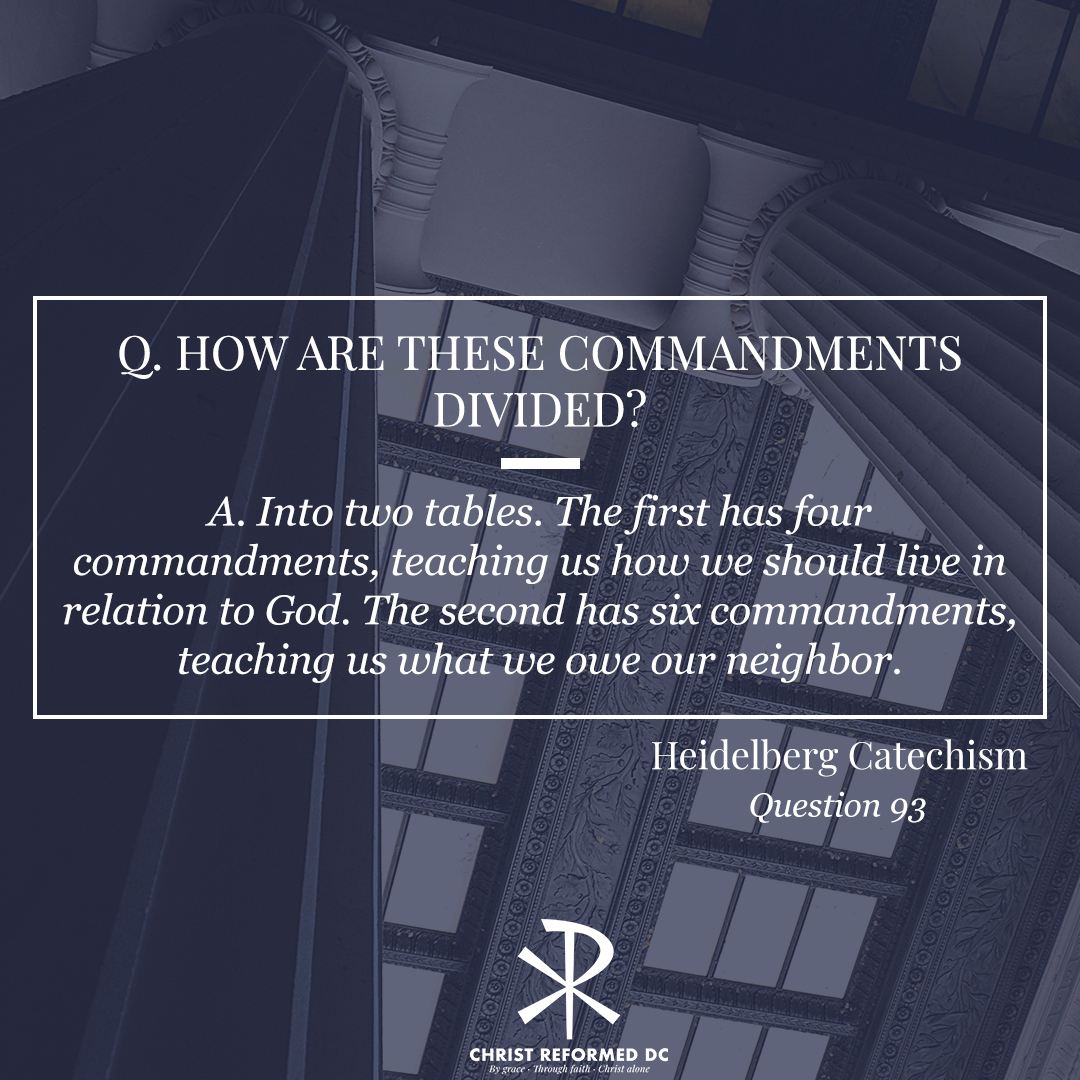 Q. HOW ARE THESE COMMANDMENTS
DIVIDED?
A. Into two tables. The first has four
commandments, teaching us how we should live in
relation to God. The second has six commandments,
teaching us what we owe our neighbor.
Heidelberg Catechism
Question 93
CHRIST REFORMED DC
By grace · Through faith · Christ alone